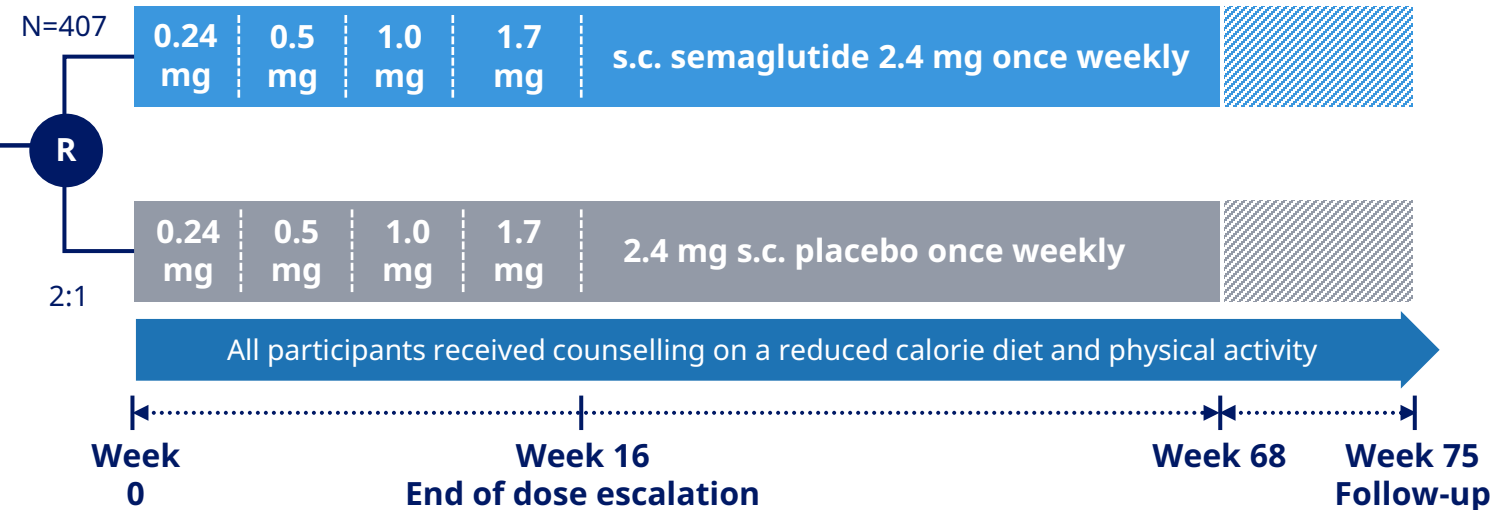 N=407
0.24 mg
0.5 mg
1.0 mg
1.7 mg
s.c. semaglutide 2.4 mg once weekly
R
0.24 mg
0.5 mg
1.0 mg
1.7 mg
2.4 mg s.c. placebo once weekly
2:1
All participants received counselling on a reduced calorie diet and physical activity
Week 0
Week 16
End of dose escalation
Week 68
Week 75
Follow-up